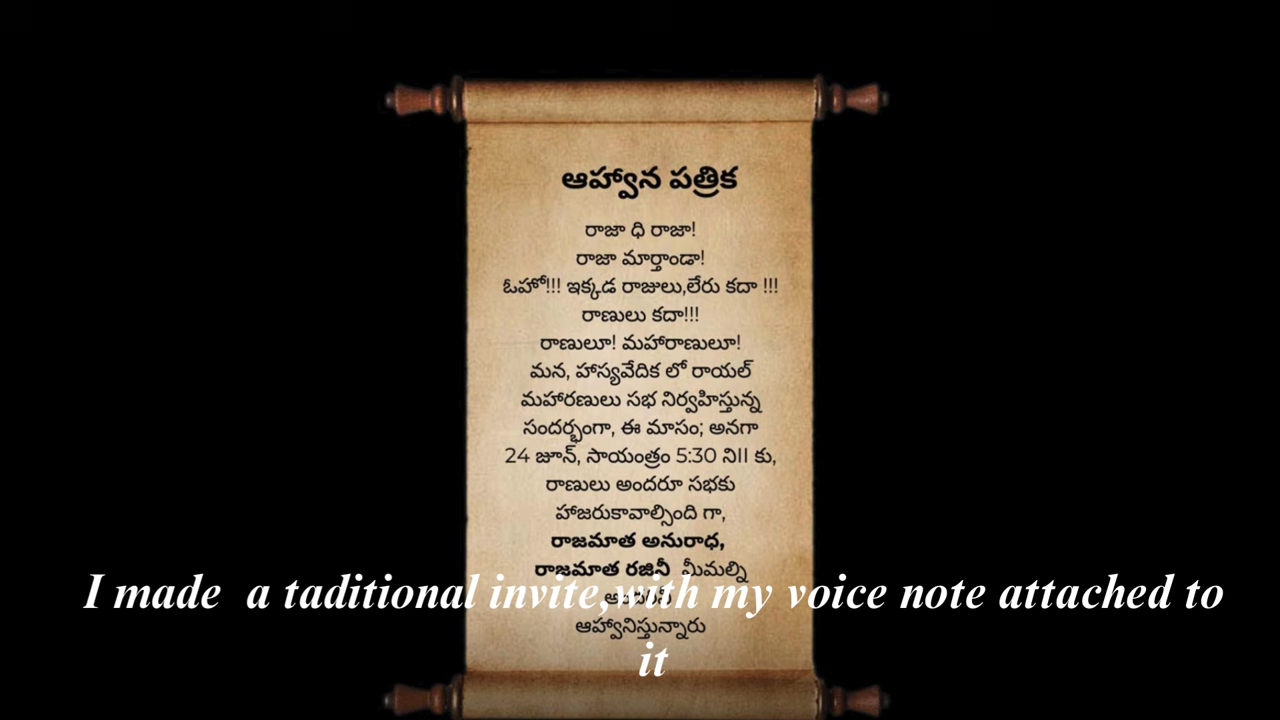 ఆహ్వాన పత్రిక
రాజా ధి రాజా!
రాజా మార్తాండా!
ఓహో!!! ఇక్కడ రాజులు,లేరు కదా !!!
రాణులు కదా!!!
రాణులూ! మహారాణులూ!
మన, హాస్యవేదిక లో రాయల్
మహారణులు సభ నిర్వహిస్తున్న
సందర్భంగా, ఈ మాసం; అనగా
24 జూన్, సాయంత్రం 5:30 ని॥ కు,
రాణులు అందరూ సభకు
హాజరుకావాల్సింది గా,
రాజమాత అనురాధ,
రాజమాత రజినీ మీమల్ని
ఆహ్వానిస్తున్నారు
I made a taditional invite,with my voice note attached to
it